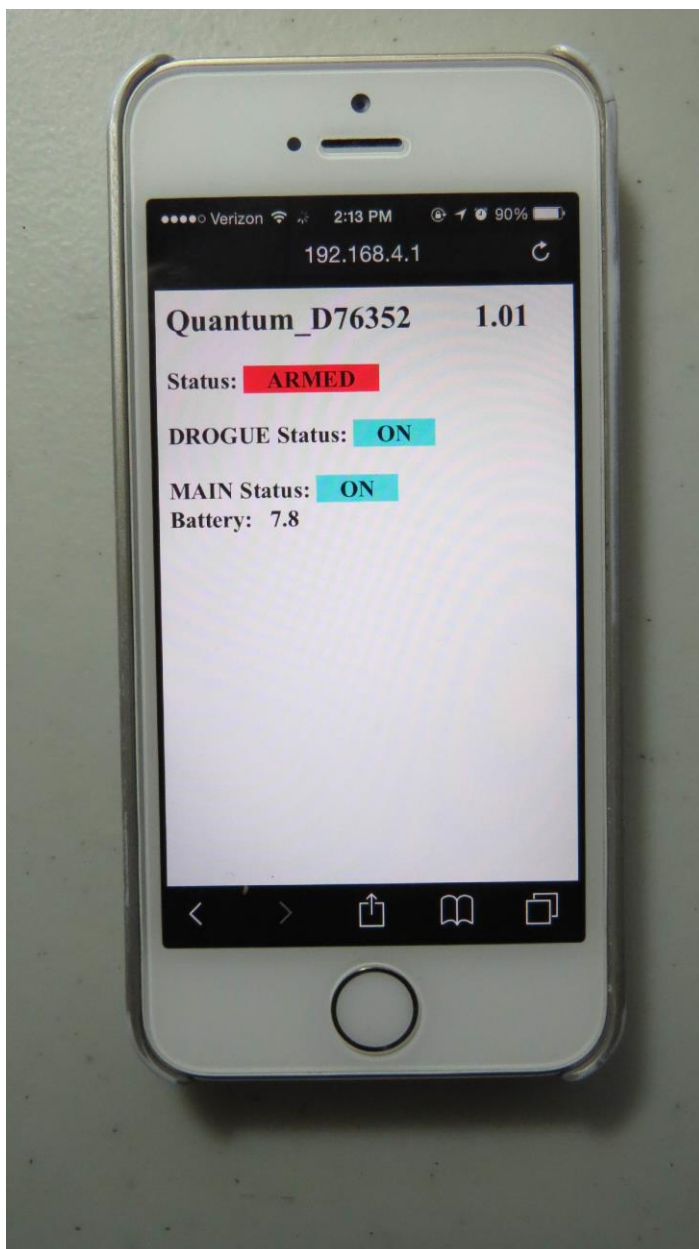 Verizon 2:13 PM 90%
192.168.4.1
Quantum_D76352 1.01
Status: ARMED
DROGUE Status: ON
MAIN Status: ON
Battery: 7.8